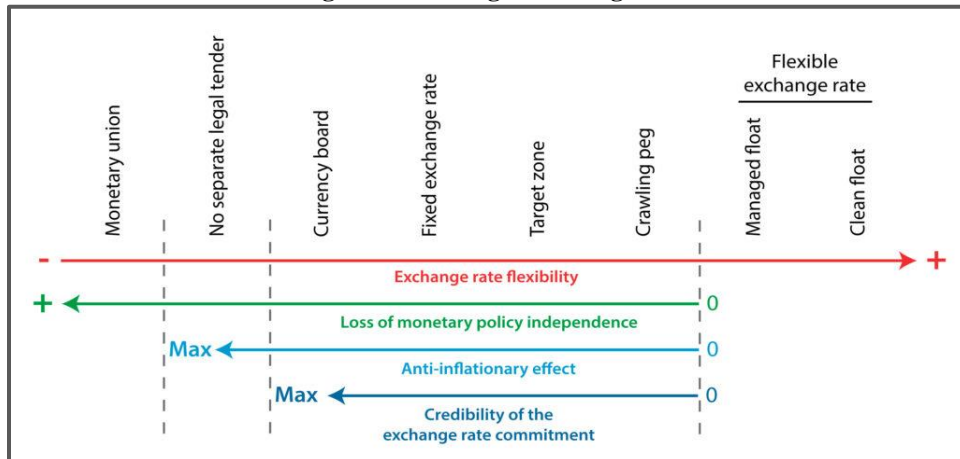 Monetary union
No separate legal tender
Currency board
Fixed exchange rate
Target zone
Crawling peg
Flexible
exchange rate
Managed float
Clean float
- +
Exchange rate flexibility
+ 0
Loss of monetary policy independence
Max 0
Anti-inflationary effect
Max 0
Credibility of the
exchange rate commitment